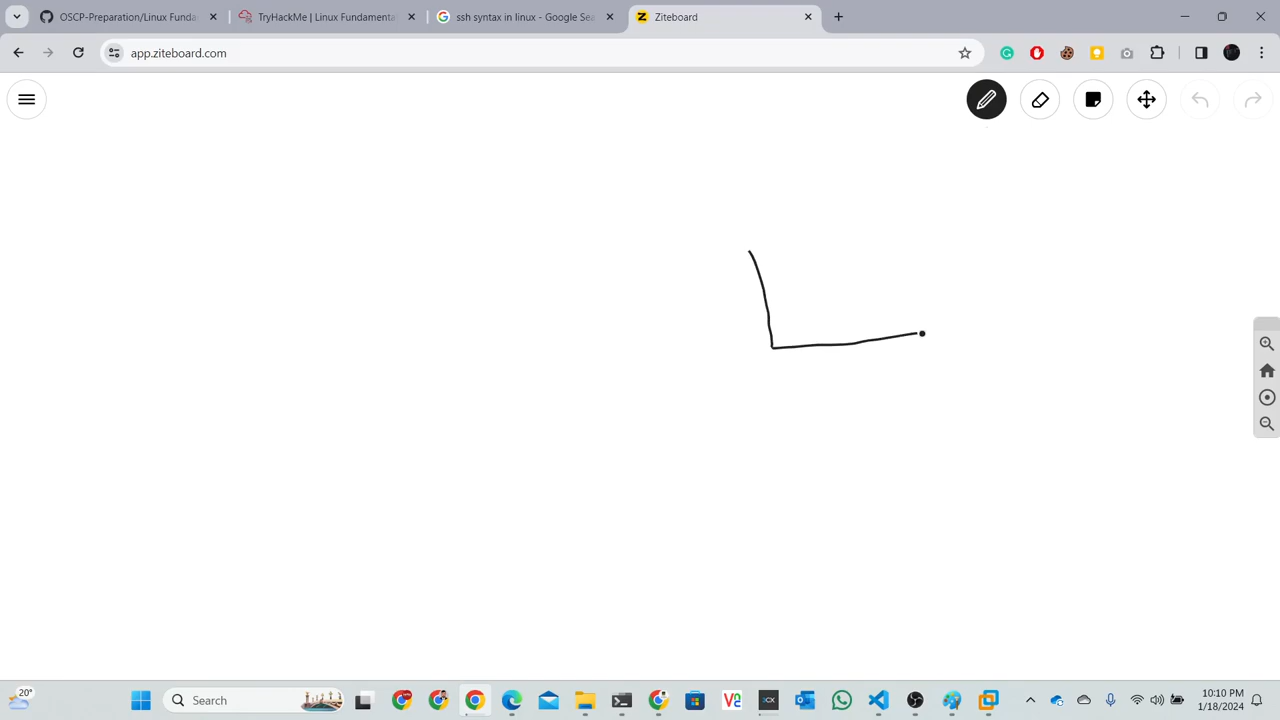 OSCP-Preparation/Linux Funda
TryHackMe | Linux Fundamental
ssh syntax in linux - Google Sea
Ziteboard
app.ziteboard.com
20°
Search
10:10 PM
1/18/2024